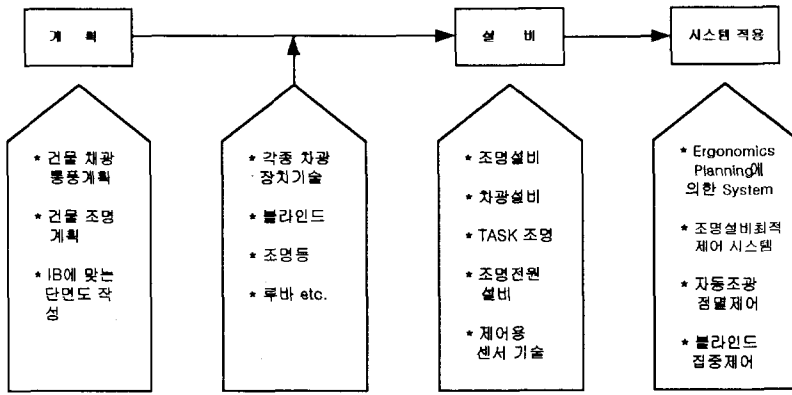 계 획
설 비
시스템 적용
* 건물 채광
통풍계획
* 건물 조명
계획
* IB에 맞는
단면도 작
성
* 각종 차광
장치기술
* 블라인드
* 조명등
* 루바 etc.
* 조명설비
* 차광설비
* TASK 조명
* 조명전원
설비
* 제어용
센서 기술
* Ergonomics
Planning에
의한 System
* 조명설비최적
제어 시스템
* 자동조광
점멸제어
* 블라인드
집중제어